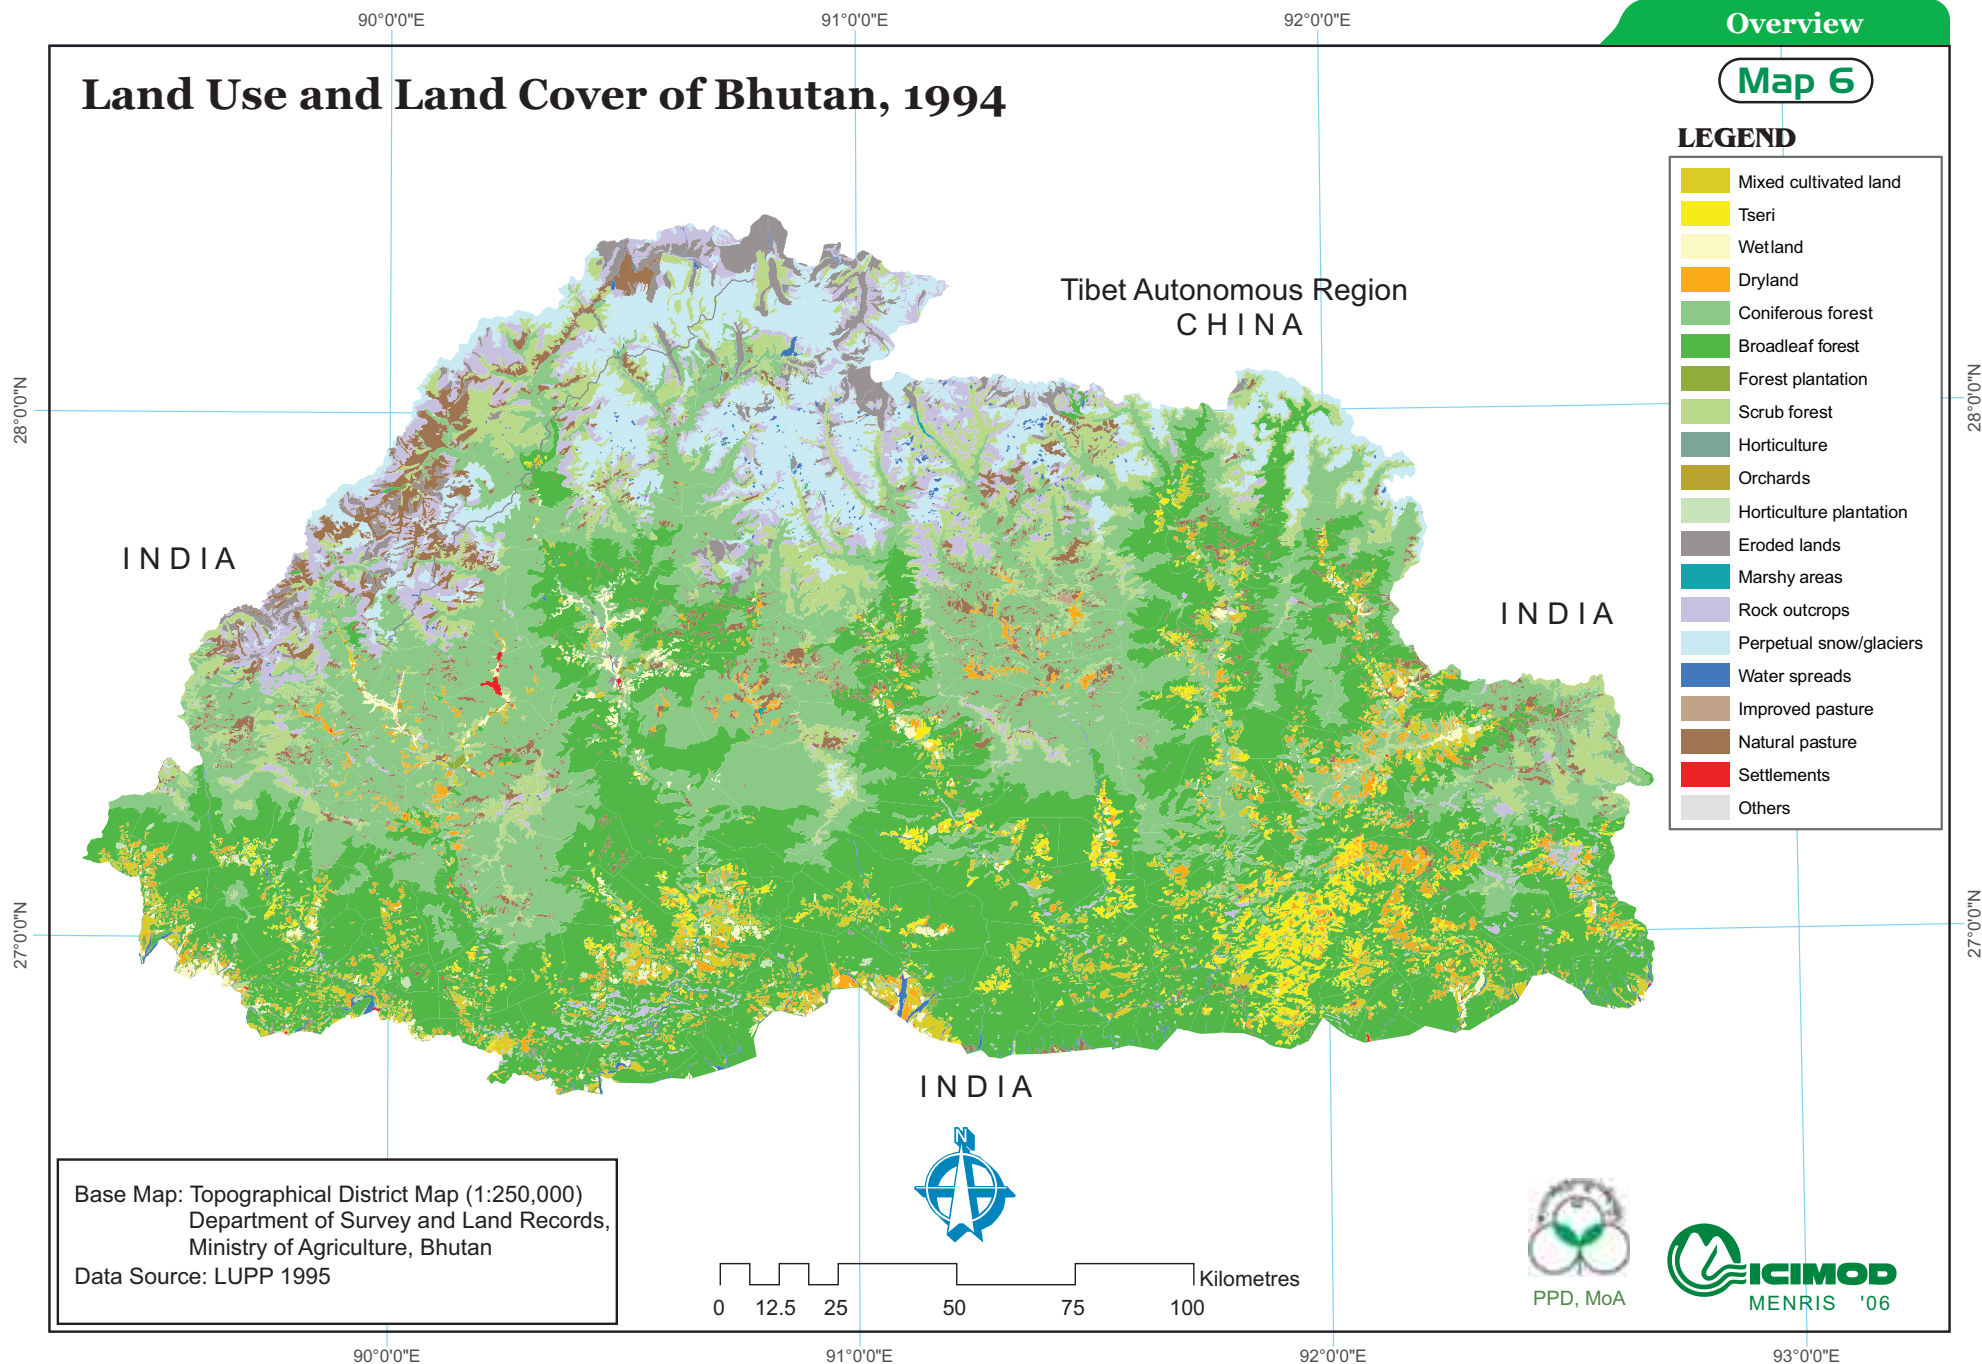 90°0'0"E
91°0'0"E
92°0'0"E
Overview
Land Use and Land Cover of Bhutan, 1994
Map 6
LEGEND
Mixed cultivated land
Tseri
Wetland
Dryland
Coniferous forest
Broadleaf forest
Forest plantation
Scrub forest
Horticulture
Orchards
Horticulture plantation
Eroded lands
Marshy areas
Rock outcrops
Perpetual snow/glaciers
Water spreads
Improved pasture
Natural pasture
Settlements
Others
Tibet Autonomous Region
CHINA
28°0'0"N
28°0'0"N
INDIA
INDIA
27°0'0"N
27°0'0"N
INDIA
N
Base Map: Topographical District Map (1:250,000)
Department of Survey and Land Records,
Ministry of Agriculture, Bhutan
Data Source: LUPP 1995
Kilometres
0 12.5 25 50 75 100
PPD, MoA
ICIMOD
MENRIS '06
90°0'0"E
91°0'0"E
92°0'0"E
93°0'0"E